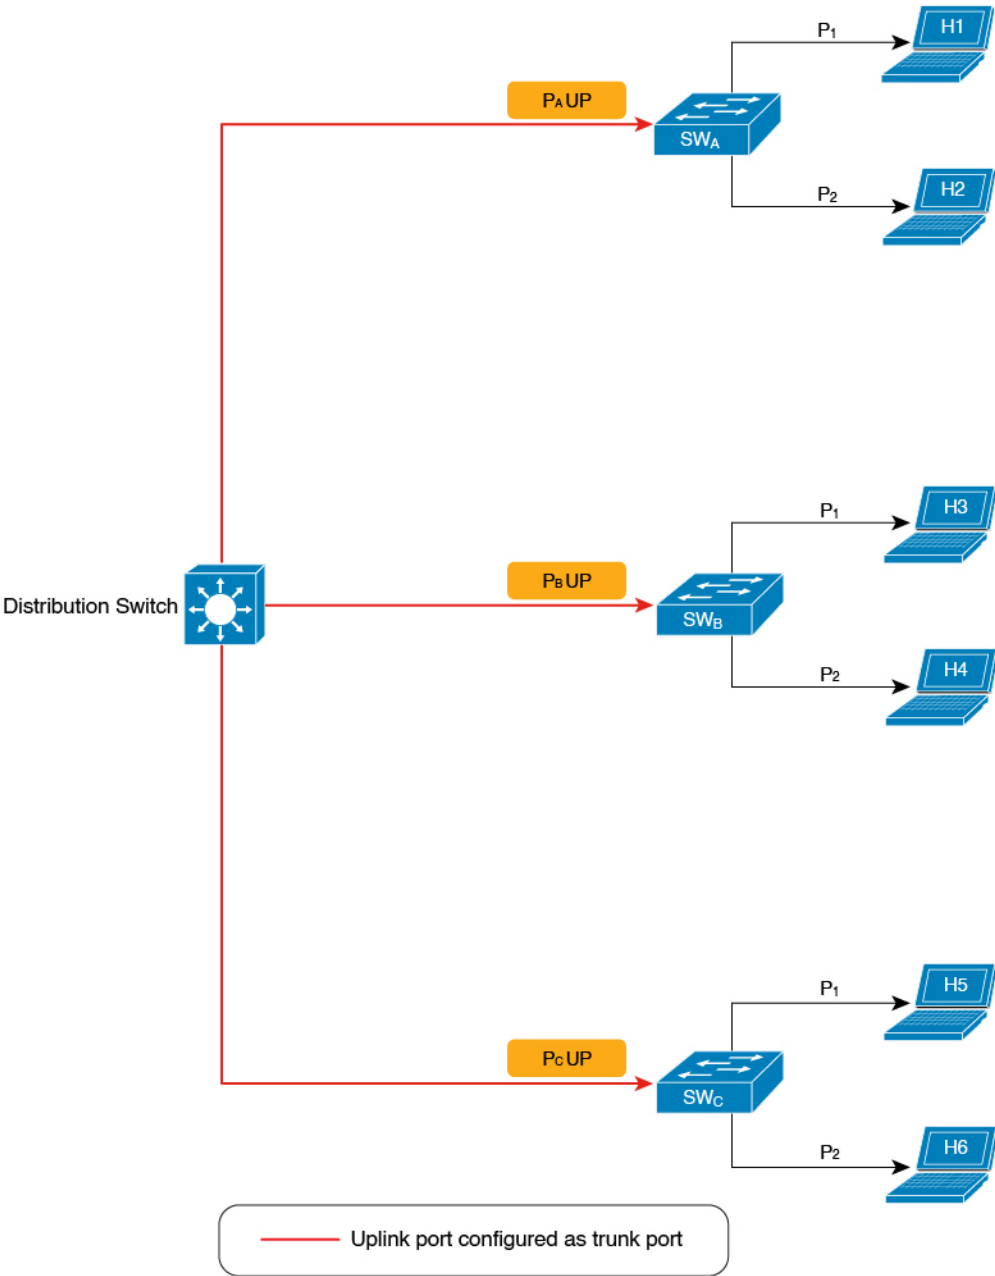 P1
H1
PA UP
SWA
P2
H2
P1
H3
Distribution Switch
PB UP
SWB
P2
H4
P1
H5
PC UP
SWC
P2
H6
Uplink port configured as trunk port